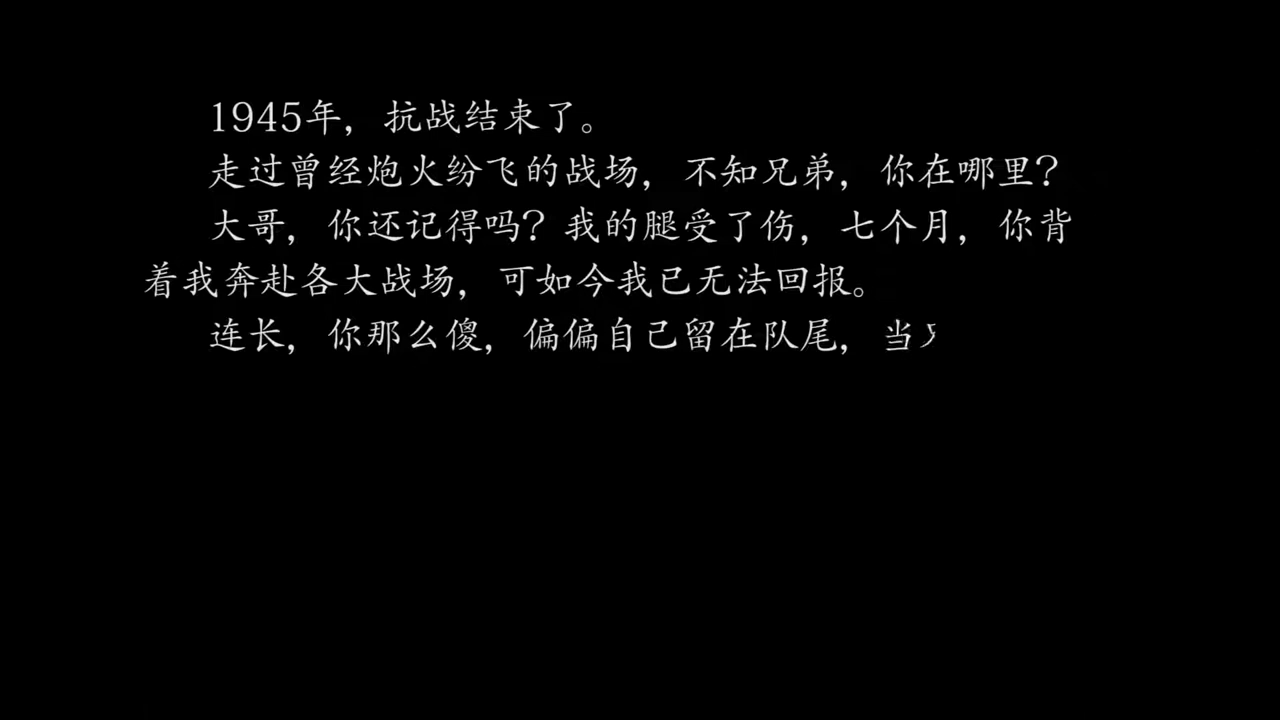 1945年，抗战结束了。
走过曾经炮火纷飞的战场，不知兄弟，你在哪里？
大哥，你还记得吗？我的腿受了伤，七个月，你背
着我奔赴各大战场，可如今我已无法回报。
连长，你那么傻，偏偏自己留在队尾，当